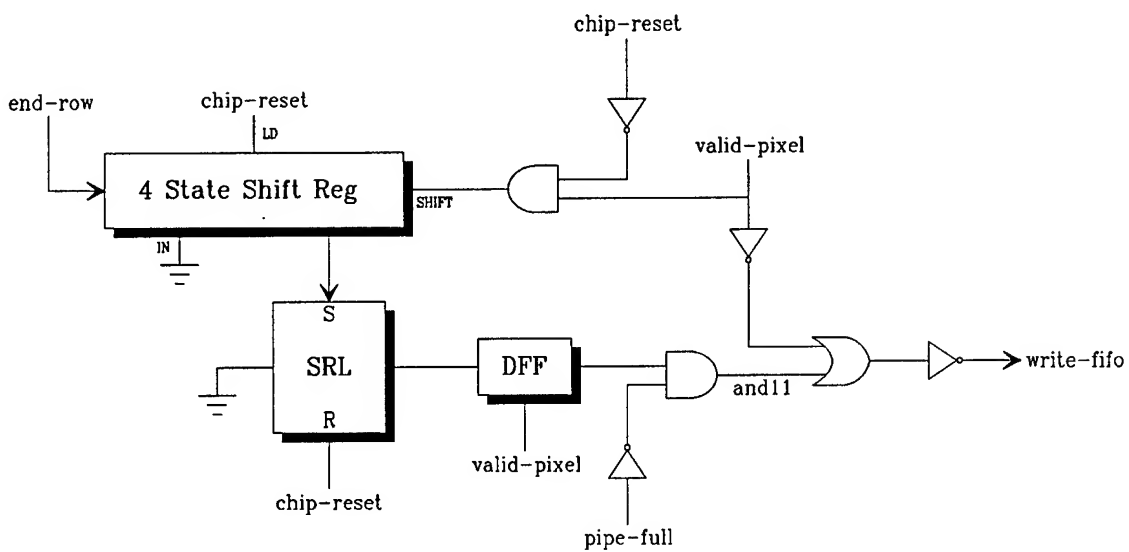 chip-reset
end-row
chip-reset
LD
valid-pixel
4 State Shift Reg
SHIFT
IN
S
SRL
R
DFF
and11
write-fifo
valid-pixel
chip-reset
pipe-full